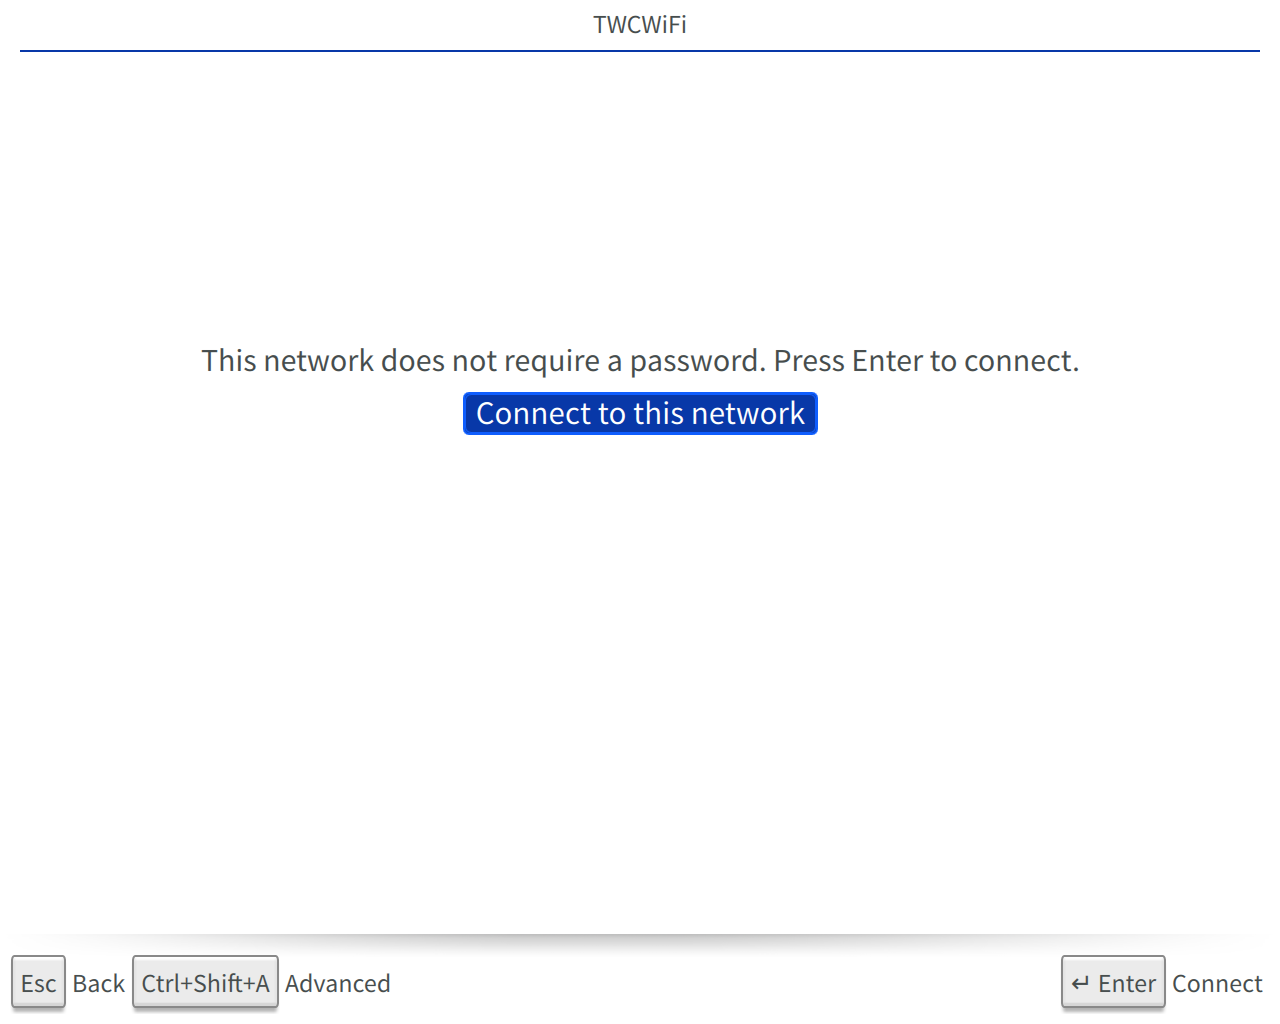 TWCWiFi
This network does not require a password. Press Enter to connect.
Connect to this network
Esc Back Ctrl+Shift+A Advanced ↵ Enter Connect